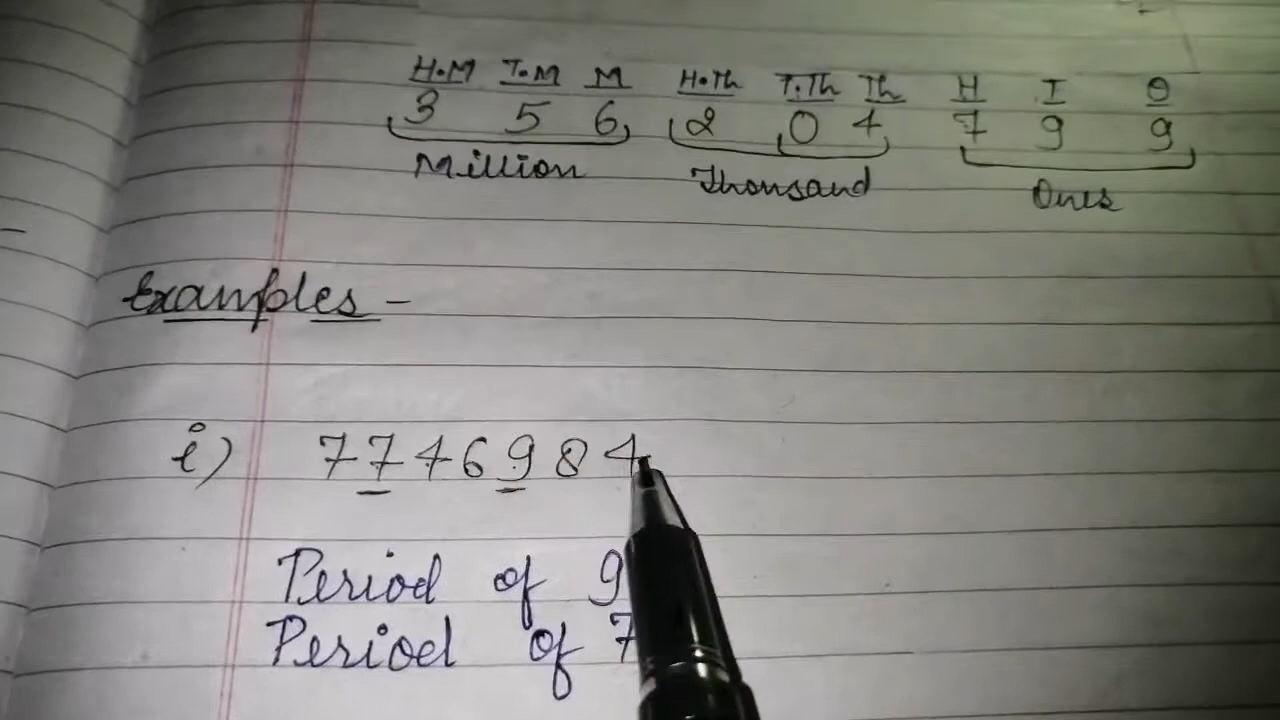 H.M T.M M H.Th T.Th Th H T O
3 5 6 2 0 4 7 9 9
Million Thousand Ones
Examples -
i) 7746984
Period of 9
Period of 7